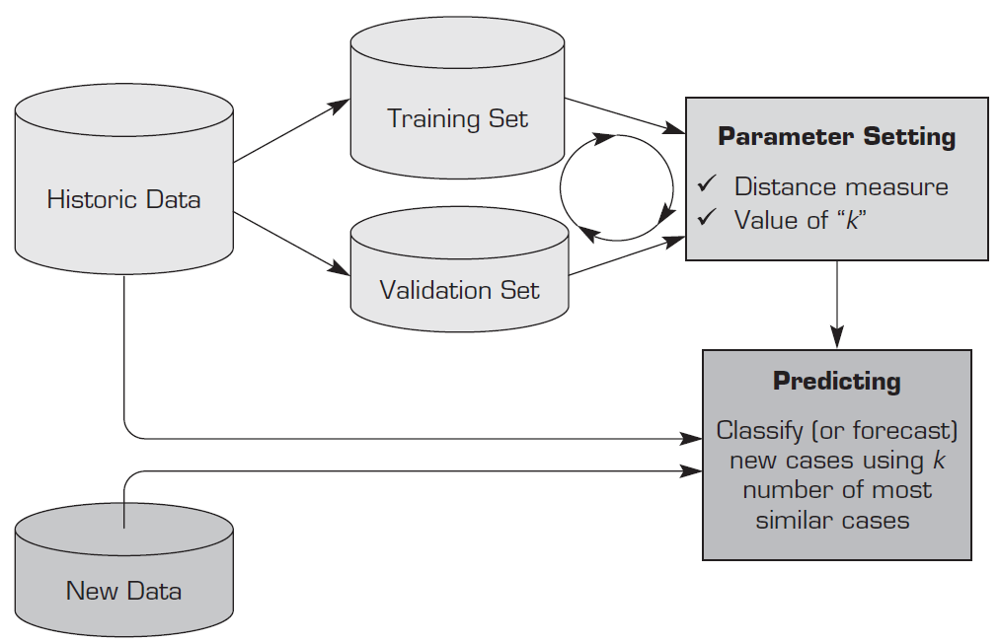 Historic Data
Training Set
Validation Set
Parameter Setting
✓ Distance measure
✓ Value of “k”
Predicting
Classify (or forecast)
new cases using k
number of most
similar cases
New Data